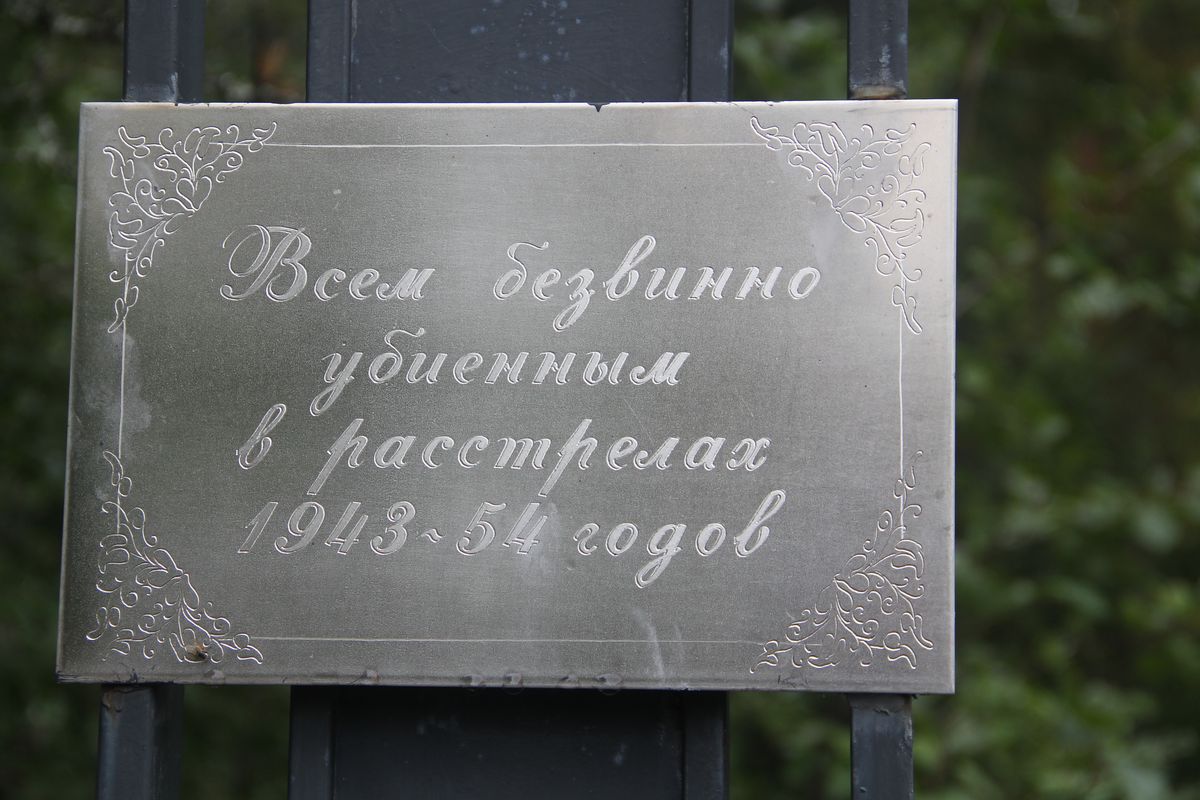 Всем безвинно
убиенным
в расстрелах
1943~54 годов